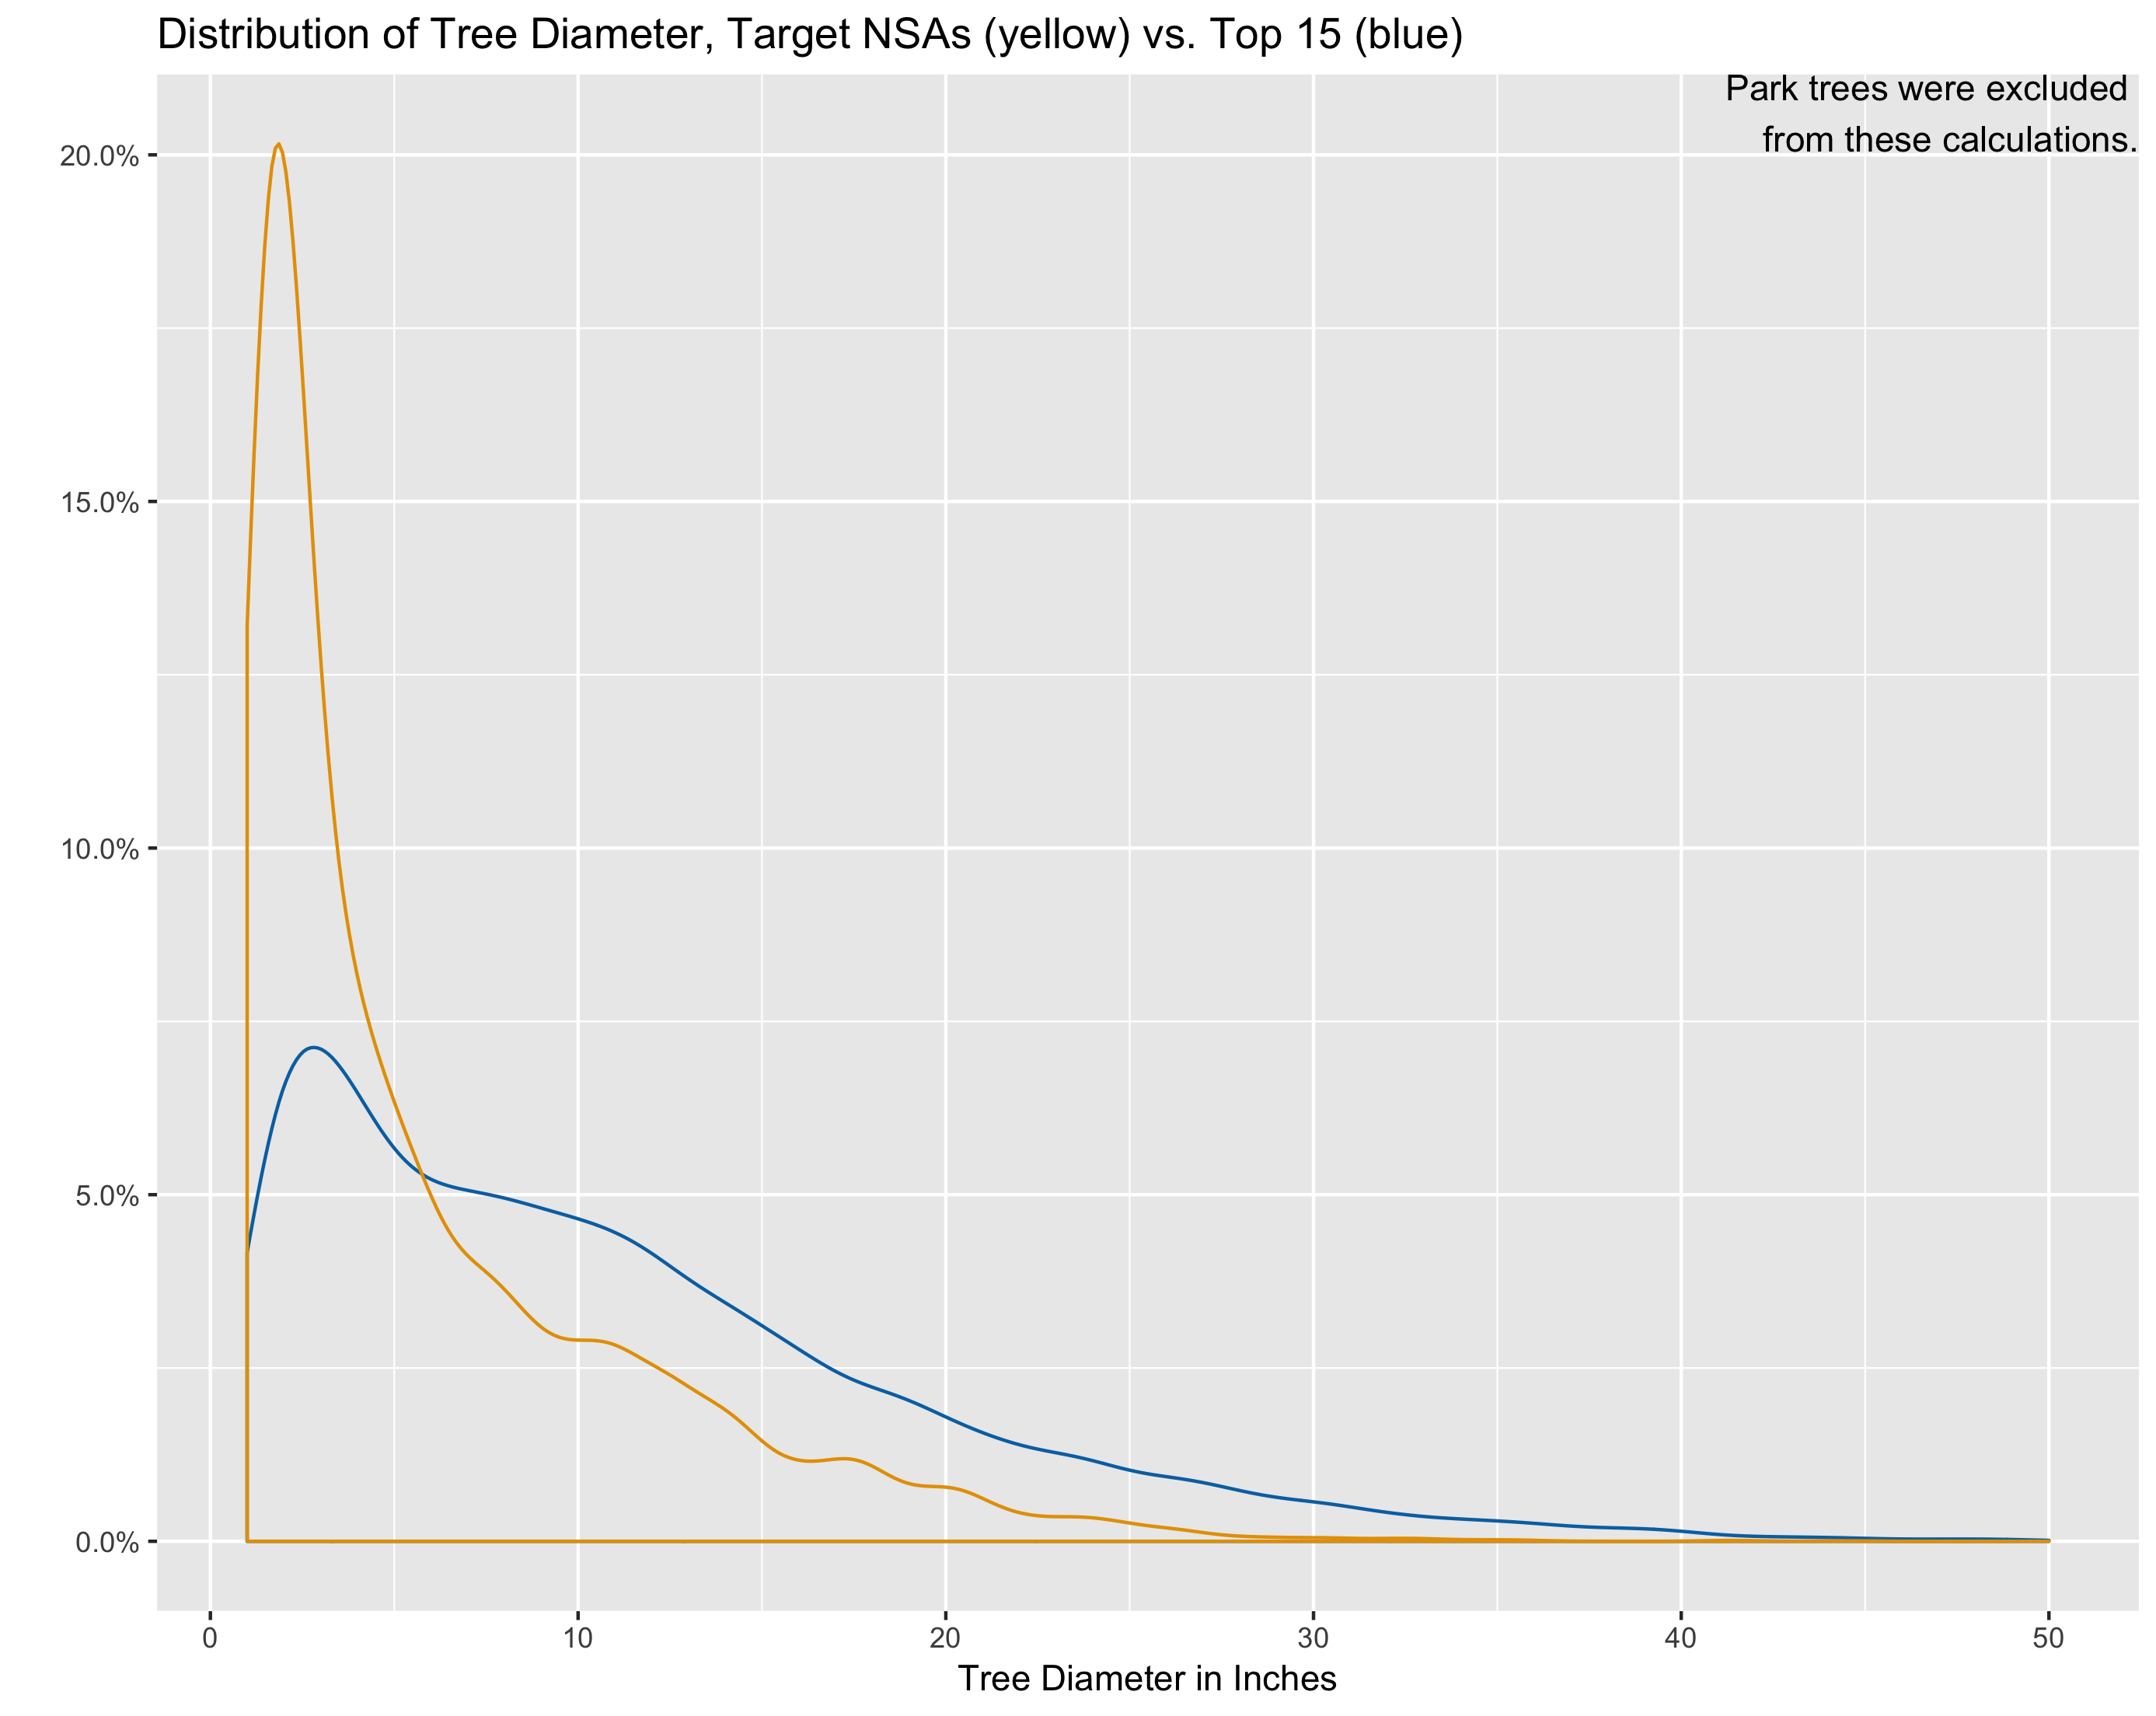 Distribution of Tree Diameter, Target NSAs (yellow) vs. Top 15 (blue)
Park trees were excluded
from these calculations.
20.0%
15.0%
10.0%
5.0%
0.0%
0 10 20 30 40 50
Tree Diameter in Inches